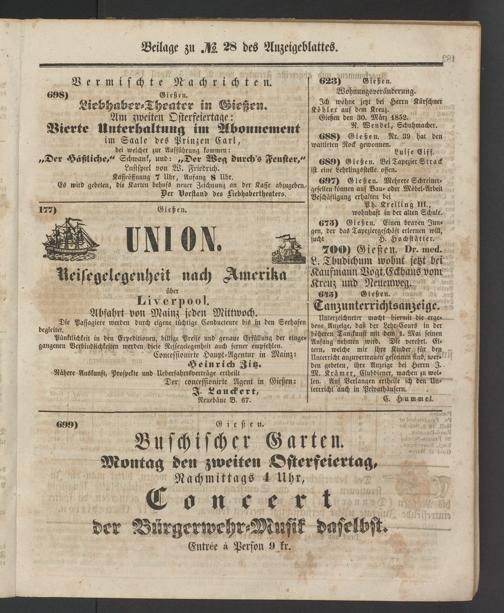 Beilage zu № 28 des Anzeigeblattes.
Vermischte Nachrichten.
698) Gießen.
Liebhaber-Theater in Gießen.
Am zweiten Osterfeiertage:
Vierte Unterhaltung im Abonnement
im Saale des Prinzen Carl,
bei welcher zur Aufführung kommen:
„Der Häßliche,“ Schwank, und: „Der Weg durch's Fenster,“
Lustspiel von W. Friedrich.
Kassöffnung 7 Uhr, Anfang 8 Uhr.
Es wird gebeten, die Karten behufs neuer Zeichnung an der Kasse abzugeben.
Der Vorstand des Liebhabertheaters.
177) Gießen.
UNION.
Reisegelegenheit nach Amerika
über
Liverpool.
Abfahrt von Mainz jeden Mittwoch.
Die Passagiere werden durch eigens tüchtige Conducteure bis in den Seehafen
begleitet.
Pünktlichkeit in den Expeditionen, billige Preise und genaue Erfüllung der einge-
gangenen Verbindlichkeiten werden diese Reisegelegenheit auch ferner empfehlen.
Concessionirte Haupt-Agentur in Mainz:
Heinrich Zitz.
Nähere Auskunft, Prospekte und Ueberfahrtsverträge ertheilt
Der concessionirte Agent in Gießen:
J. Lauckert,
Neustadt B. 67.
623) Gießen.
Wohnungsveränderung.
Ich wohne jetzt bei Herrn Kürschner
Köhler auf dem Kreuz.
Gießen den 30. März 1852.
N. Wendel, Schuhmacher.
688) Gießen. Nr. 39 hat den
wattirten Rock gewonnen.
Luise Giff.
689) Gießen. Bei Tapezier Strack
ist eine Lehrlingsstelle offen.
697) Gießen. Mehrere Schreiner-
gesellen können auf Bau- oder Möbel-Arbeit
Beschäftigung erhalten bei
Ph. Kreiling III.,
wohnhaft in der alten Schule.
675) Gießen. Einen braven Jun-
gen, der das Tapeziergeschäft erlernen will,
sucht H. Hochstätter.
700) Gießen. Dr. med.
L. Thudichum wohnt jetzt bei
Kaufmann Vogt, Eckhaus vom
Kreuz und Neuenweg.
645) Gießen.
Tanzunterrichtsanzeige.
Unterzeichneter macht hiermit die erge-
bene Anzeige, daß der Lehr-Cours in der
höheren Tanzkunst mit dem 1. Mai seinen
Anfang nehmen wird. Die verehrl. El-
tern, welche mir ihre Kinder für den
Unterricht anzuvertrauen gesonnen sind, wer-
den gebeten, ihre Anzeige bei Herrn J.
M. Krämer, Clubdiener, machen zu wol-
len. Auf Verlangen ertheile ich den Un-
terricht auch in Privathäusern.
C. Hummel.
699) Gießen.
Buschischer Garten.
Montag den zweiten Osterfeiertag,
Nachmittags 4 Uhr,
Concert
der Bürgerwehr-Musik daselbst.
Entrée à Person 9 kr.